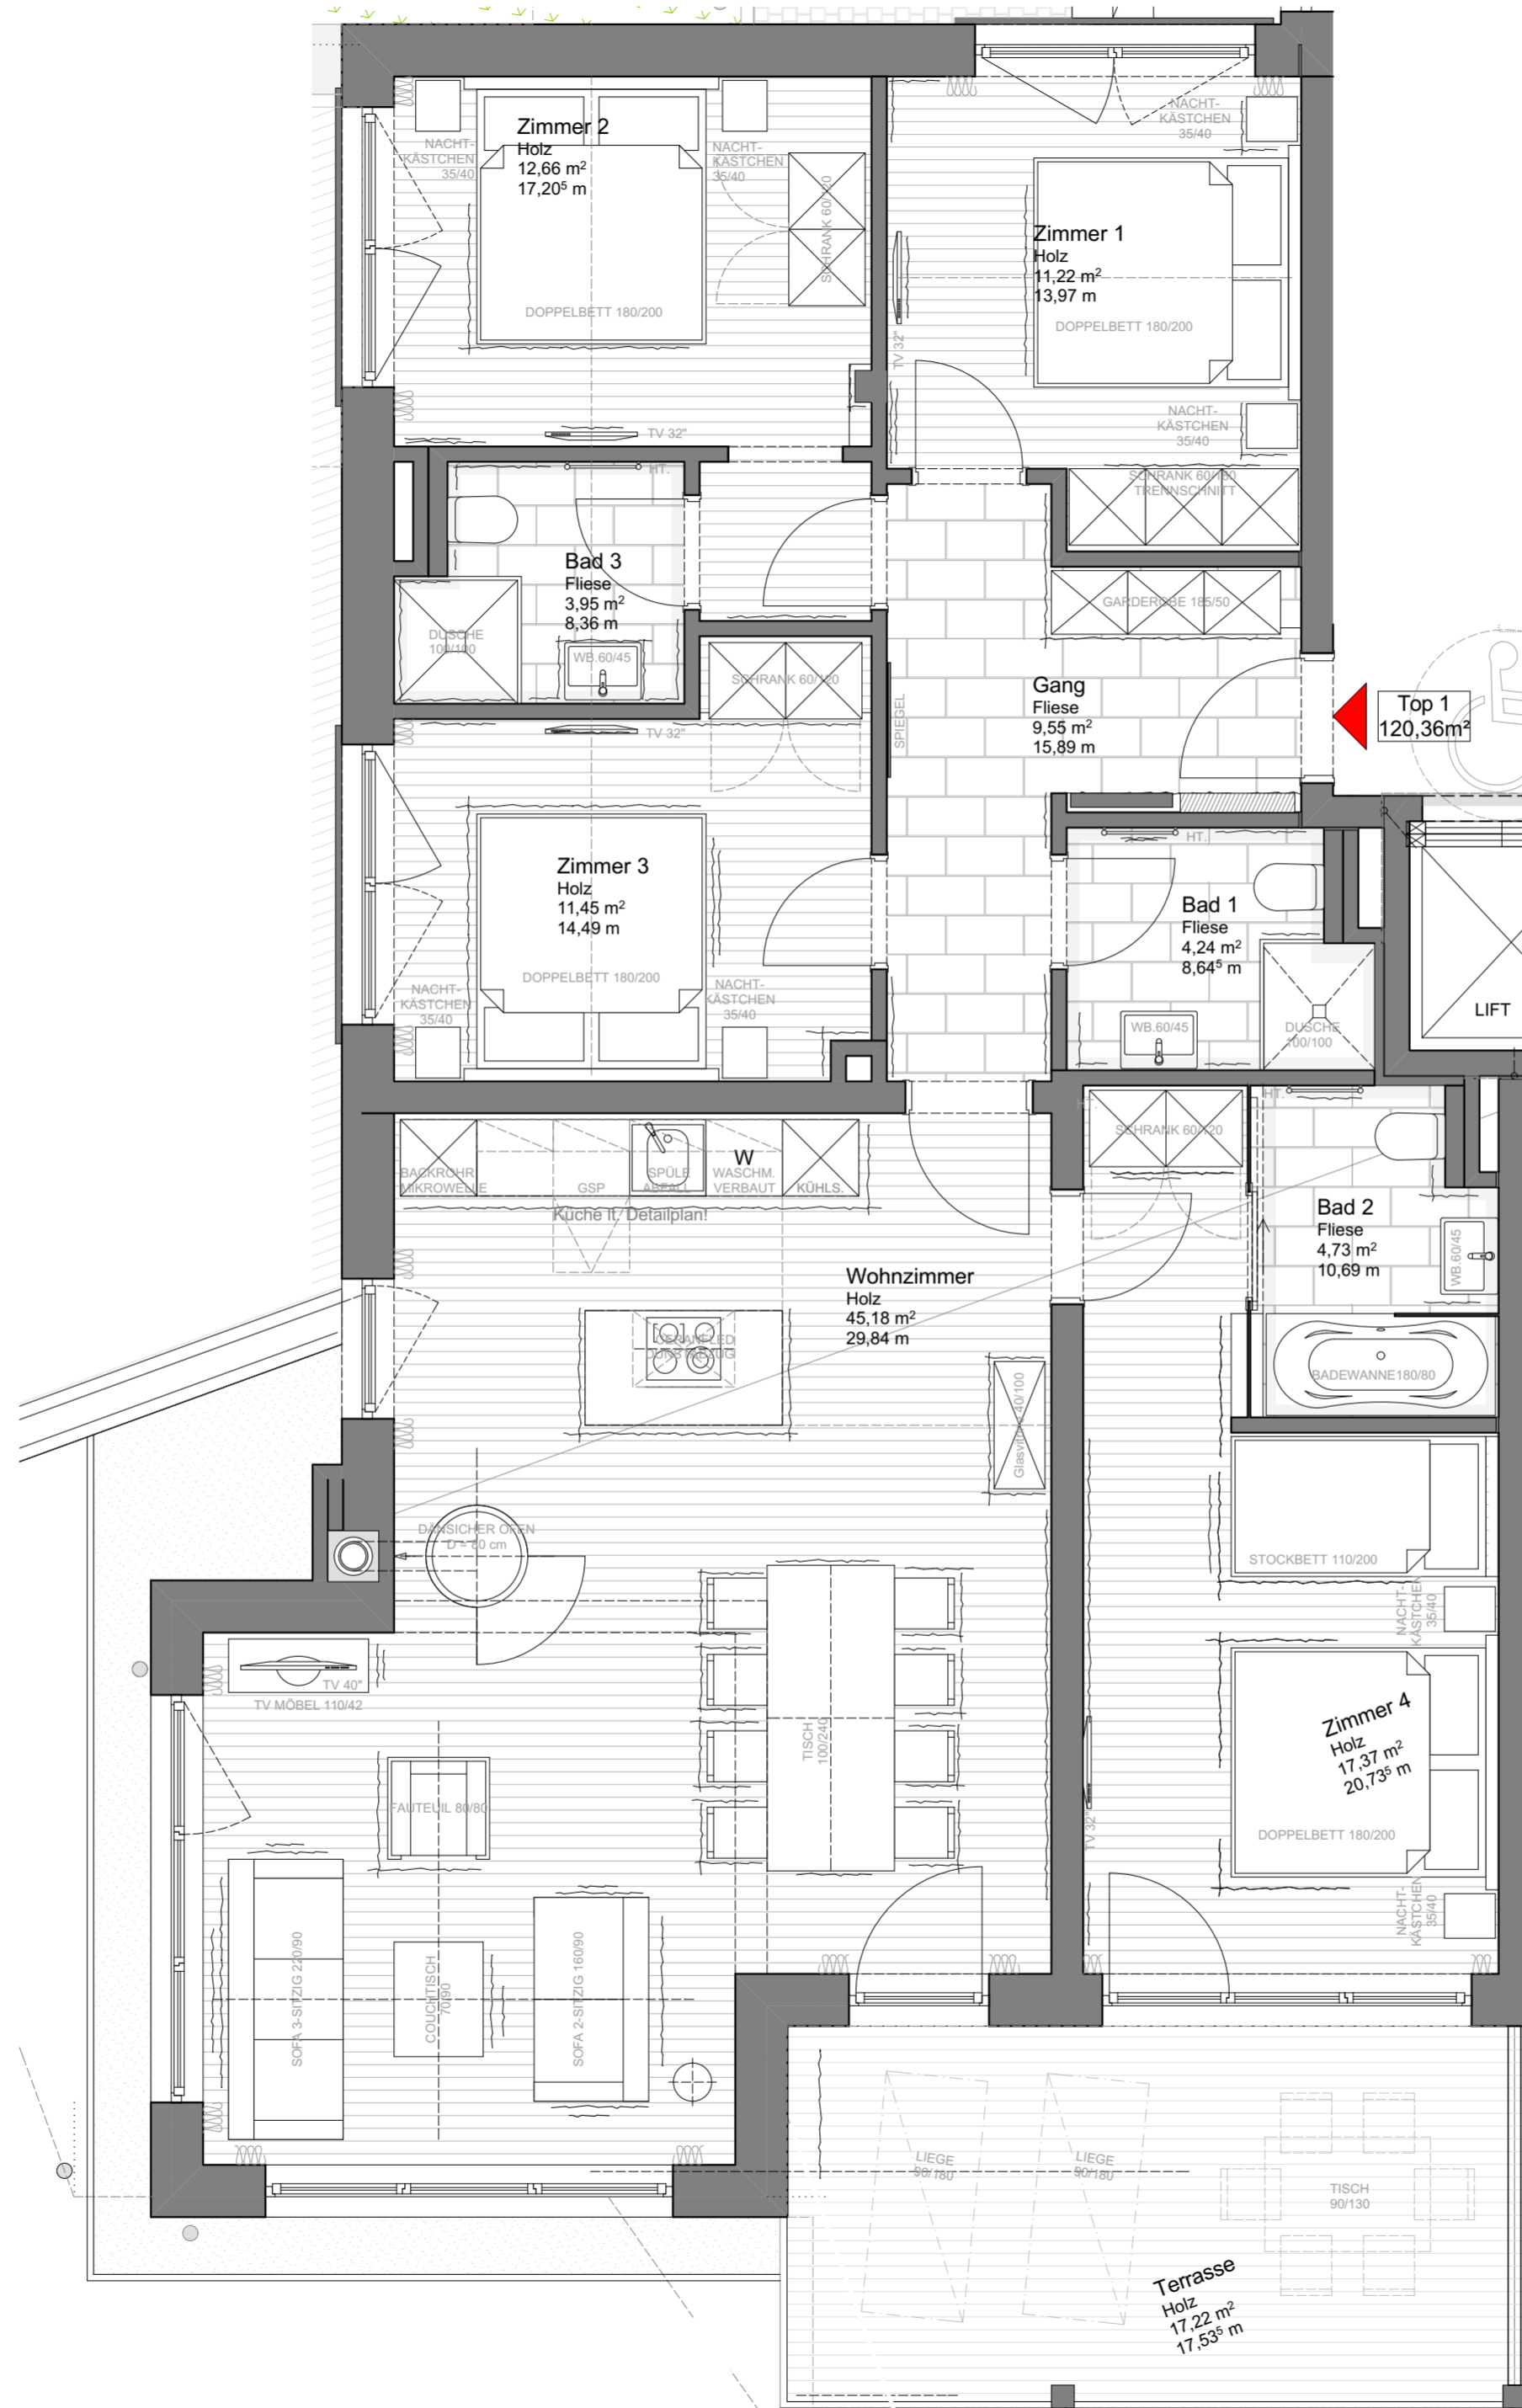 Zimmer 2
Holz
12,66 m²
17,20⁵ m
NACHT-
KÄSTCHEN
35/40
NACHT-
KÄSTCHEN
35/40
SCHRANK 60/120
DOPPELBETT 180/200
TV 32"
NACHT-
KÄSTCHEN
35/40
Zimmer 1
Holz
11,22 m²
13,97 m
DOPPELBETT 180/200
TV 32"
NACHT-
KÄSTCHEN
35/40
SCHRANK 60/180
TRENNSCHNITT
HT.
Bad 3
Fliese
3,95 m²
8,36 m
DUSCHE
100/100
WB.60/45
GARDEROBE 185/50
SCHRANK 60/120
SPIEGEL
Gang
Fliese
9,55 m²
15,89 m
Top 1
120,36m²
TV 32"
Zimmer 3
Holz
11,45 m²
14,49 m
DOPPELBETT 180/200
NACHT-
KÄSTCHEN
35/40
NACHT-
KÄSTCHEN
35/40
HT.
Bad 1
Fliese
4,24 m²
8,64⁵ m
WB.60/45
DUSCHE
100/100
LIFT
BACKROHR
MIKROWELLE
GSP
SPÜLE
ABFALL
W
WASCHM.
VERBAUT
KÜHLS.
Küche lt. Detailplan!
HT.
SCHRANK 60/120
HT.
Bad 2
Fliese
4,73 m²
10,69 m
WB.60/45
BADEWANNE180/80
Wohnzimmer
Holz
45,18 m²
29,84 m
Glasvitrine 40/100
DÄNSICHER OFEN
D = 80 cm
STOCKBETT 110/200
NACHT-
KÄSTCHEN
35/40
TV 40"
TV MÖBEL 110/42
FAUTEUIL 80/80
TISCH
100/240
Zimmer 4
Holz
17,37 m²
20,73⁵ m
TV 32"
DOPPELBETT 180/200
NACHT-
KÄSTCHEN
35/40
SOFA 3-SITZIG 220/90
COUCHTISCH
70/90
SOFA 2-SITZIG 160/90
LIEGE
90/180
LIEGE
90/180
TISCH
90/130
Terrasse
Holz
17,22 m²
17,53⁵ m